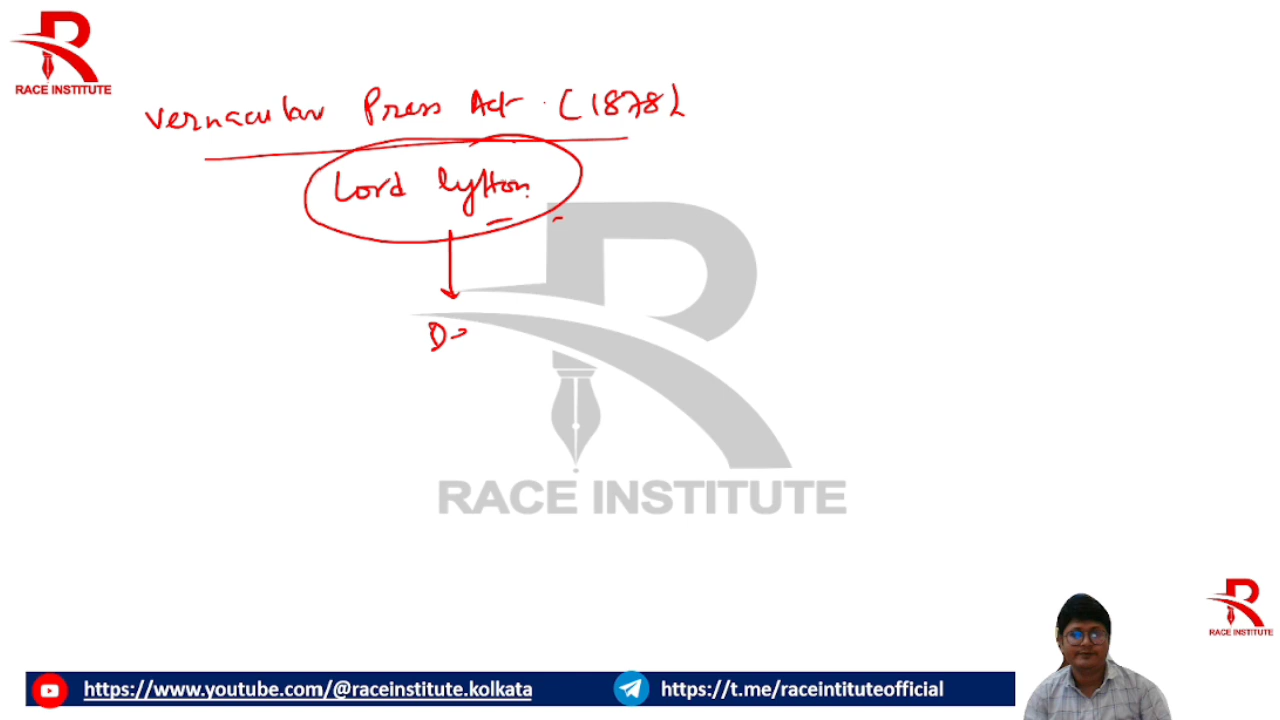 RACE INSTITUTE
Vernacular Press Act (1878)
Lord lytton
D-
RACE INSTITUTE
RACE INSTITUTE
https://www.youtube.com/@raceinstitute.kolkata
https://t.me/raceintituteofficial